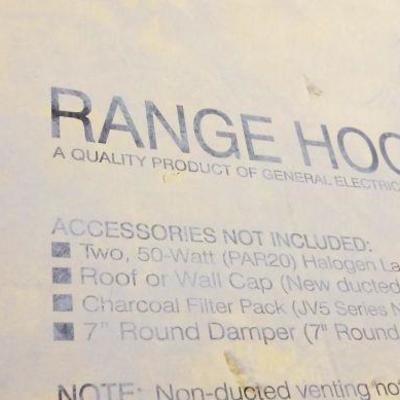 RANGE HOO
A QUALITY PRODUCT OF GENERAL ELECTRIC
ACCESSORIES NOT INCLUDED:
■ Two, 50-Watt (PAR20) Halogen La
■ Roof or Wall Cap (New ducted
■ Charcoal Filter Pack (JV5 Series N
■ 7" Round Damper (7" Round
NOTE: Non-ducted venting not